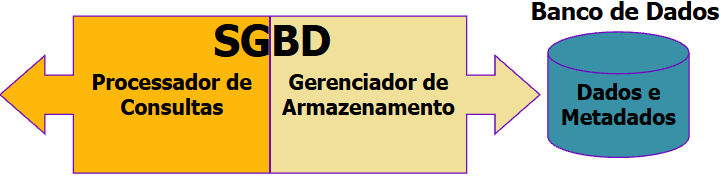 Banco de Dados
SGBD
Processador de
Consultas
Gerenciador de
Armazenamento
Dados e
Metadados